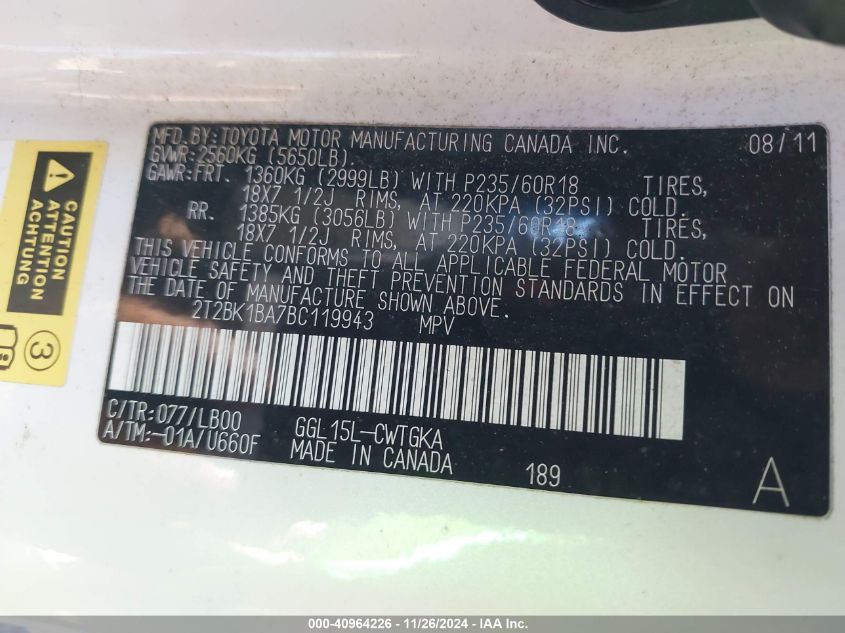 MFD.BY:TOYOTA MOTOR MANUFACTURING CANADA INC. 08/11
GVWR:2560KG (5650LB)
GAWR:FRT. 1360KG (2999LB) WITH P235/60R18 TIRES,
18X7 1/2J RIMS, AT 220KPA (32PSI) COLD.
RR. 1385KG (3056LB) WITH P235/60R18 TIRES,
18X7 1/2J RIMS, AT 220KPA (32PSI) COLD.
THIS VEHICLE CONFORMS TO ALL APPLICABLE FEDERAL MOTOR
VEHICLE SAFETY AND THEFT PREVENTION STANDARDS IN EFFECT ON
THE DATE OF MANUFACTURE SHOWN ABOVE.
2T2BK1BA7BC119943 MPV
C/TR:077/LB00 GGL15L-CWTGKA
A/TM:-01A/U660F MADE IN CANADA 189 A
CAUTION
ATTENTION
ACHTUNG
3
000-40964226 - 11/26/2024 - IAA Inc.